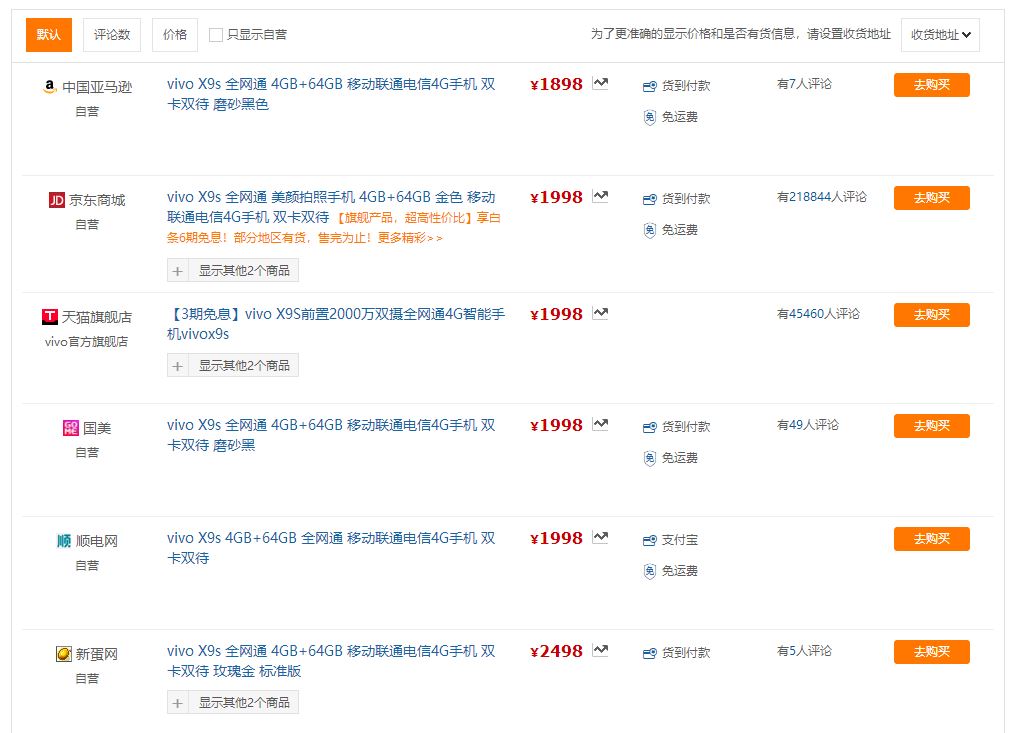 默认 评论数 价格 只显示自营 为了更准确的显示价格和是否有货信息，请设置收货地址 收货地址
a 中国亚马逊 vivo X9s 全网通 4GB+64GB 移动联通电信4G手机 双 ¥1898 货到付款 有7人评论 去购买
自营 卡双待 磨砂黑色 免 免运费
JD 京东商城 vivo X9s 全网通 美颜拍照手机 4GB+64GB 金色 移动 ¥1998 货到付款 有218844人评论 去购买
自营 联通电信4G手机 双卡双待 【旗舰产品，超高性价比】享白 免 免运费
条6期免息！部分地区有货，售完为止！更多精彩>>
+ 显示其他2个商品
T 天猫旗舰店 【3期免息】vivo X9S前置2000万双摄全网通4G智能手 ¥1998 有45460人评论 去购买
vivo官方旗舰店 机vivox9s
+ 显示其他2个商品
GOME 国美 vivo X9s 全网通 4GB+64GB 移动联通电信4G手机 双 ¥1998 货到付款 有49人评论 去购买
自营 卡双待 磨砂黑 免 免运费
顺 顺电网 vivo X9s 4GB+64GB 全网通 移动联通电信4G手机 双 ¥1998 支付宝 去购买
自营 卡双待 免 免运费
新蛋网 vivo X9s 全网通 4GB+64GB 移动联通电信4G手机 双 ¥2498 货到付款 有5人评论 去购买
自营 卡双待 玫瑰金 标准版
+ 显示其他2个商品